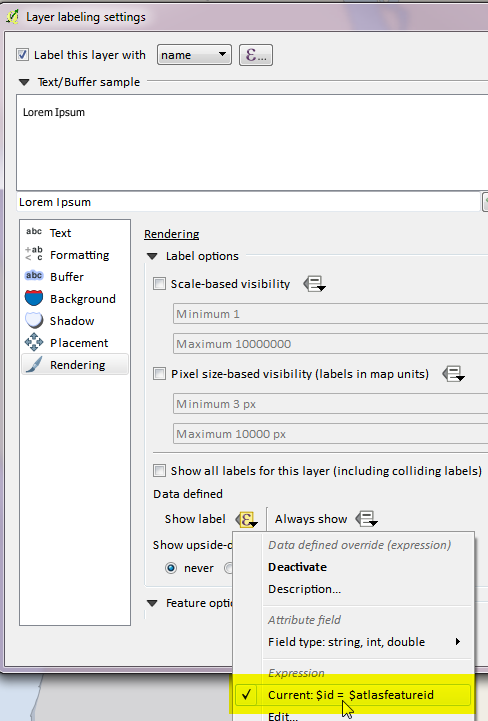 Layer labeling settings
Label this layer with name ε...
Text/Buffer sample
Lorem Ipsum
Lorem Ipsum
abc Text
+ab < c Formatting
abc Buffer
Background
Shadow
Placement
Rendering
Rendering
Label options
Scale-based visibility
Minimum 1
Maximum 10000000
Pixel size-based visibility (labels in map units)
Minimum 3 px
Maximum 10000 px
Show all labels for this layer (including colliding labels)
Data defined
Show label ε Always show
Show upside-d
never
Feature optio
Data defined override (expression)
Deactivate
Description...
Attribute field
Field type: string, int, double
Expression
Current: $id = $atlasfeatureid
Edit...